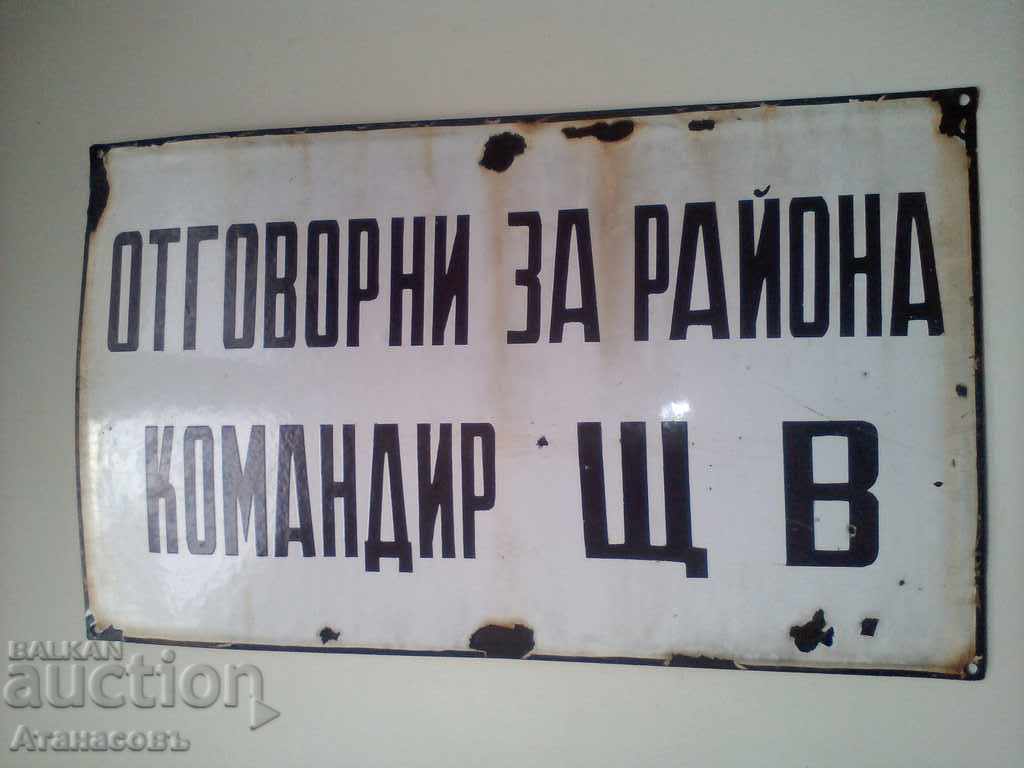 ОТГОВОРНИ ЗА РАЙОНА
КОМАНДИР Щ В
BALKAN
auction
Атанасовъ